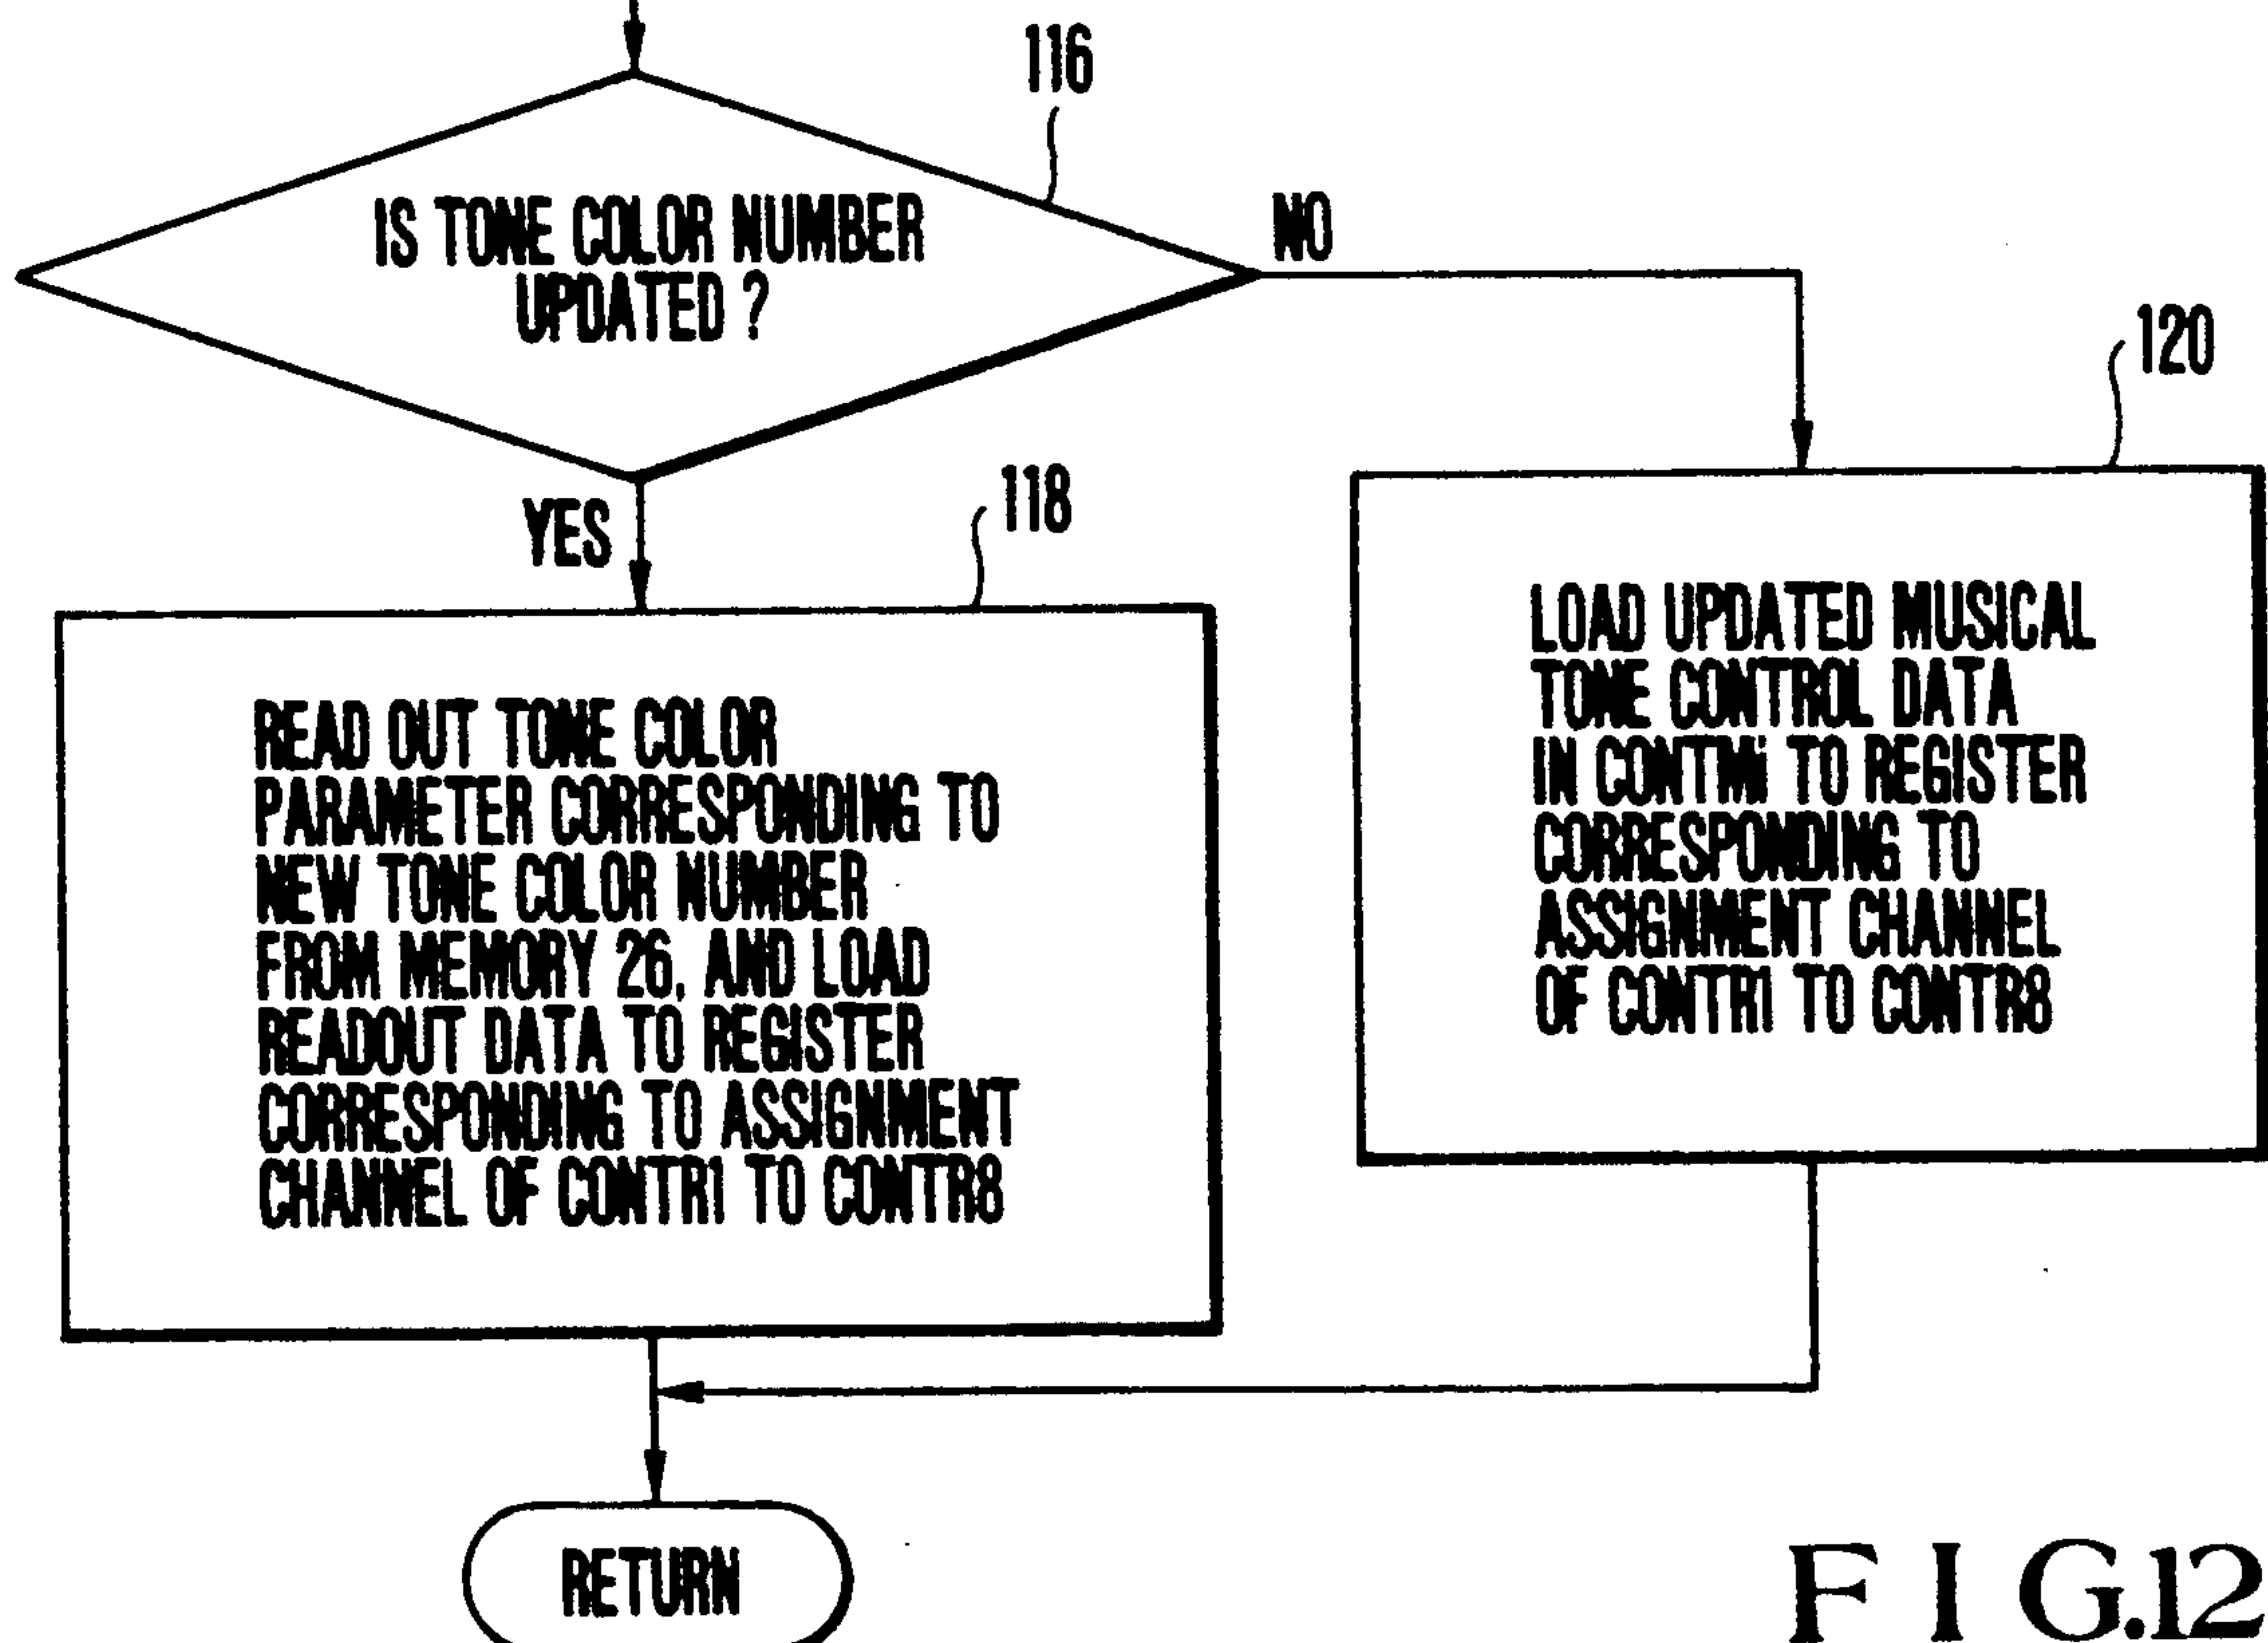 116
IS TONE COLOR NUMBER
UPDATED ?
NO
YES
118
120
READ OUT TONE COLOR
PARAMETER CORRESPONDING TO
NEW TONE COLOR NUMBER
FROM MEMORY 26, AND LOAD
READOUT DATA TO REGISTER
CORRESPONDING TO ASSIGNMENT
CHANNEL OF CONTR1 TO CONTR8
LOAD UPDATED MUSICAL
TONE CONTROL DATA
IN CONTMi TO REGISTER
CORRESPONDING TO
ASSIGNMENT CHANNEL
OF CONTR1 TO CONTR8
RETURN
FIG.12